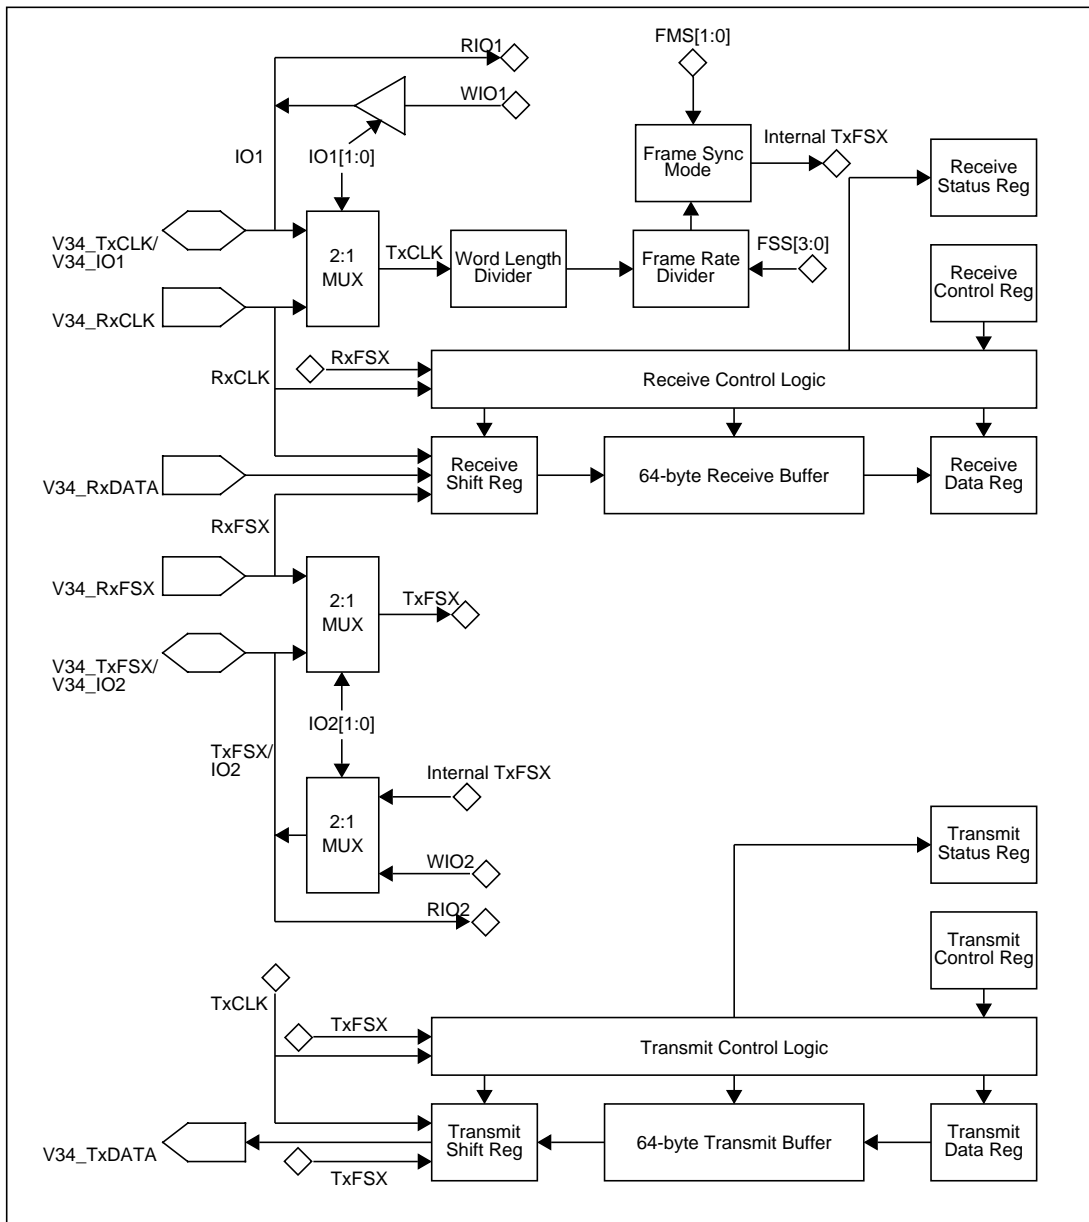 RIO1
FMS[1:0]
WIO1
Internal TxFSX
IO1
IO1[1:0]
Frame Sync
Mode
Receive
Status Reg
V34_TxCLK/
V34_IO1
2:1
MUX
TxCLK
Word Length
Divider
Frame Rate
Divider
FSS[3:0]
Receive
Control Reg
V34_RxCLK
RxFSX
RxCLK
Receive Control Logic
V34_RxDATA
Receive
Shift Reg
64-byte Receive Buffer
Receive
Data Reg
RxFSX
V34_RxFSX
2:1
MUX
TxFSX
V34_TxFSX/
V34_IO2
IO2[1:0]
TxFSX/
IO2
Internal TxFSX
2:1
MUX
WIO2
Transmit
Status Reg
RIO2
Transmit
Control Reg
TxCLK
TxFSX
Transmit Control Logic
V34_TxDATA
Transmit
Shift Reg
64-byte Transmit Buffer
Transmit
Data Reg
TxFSX